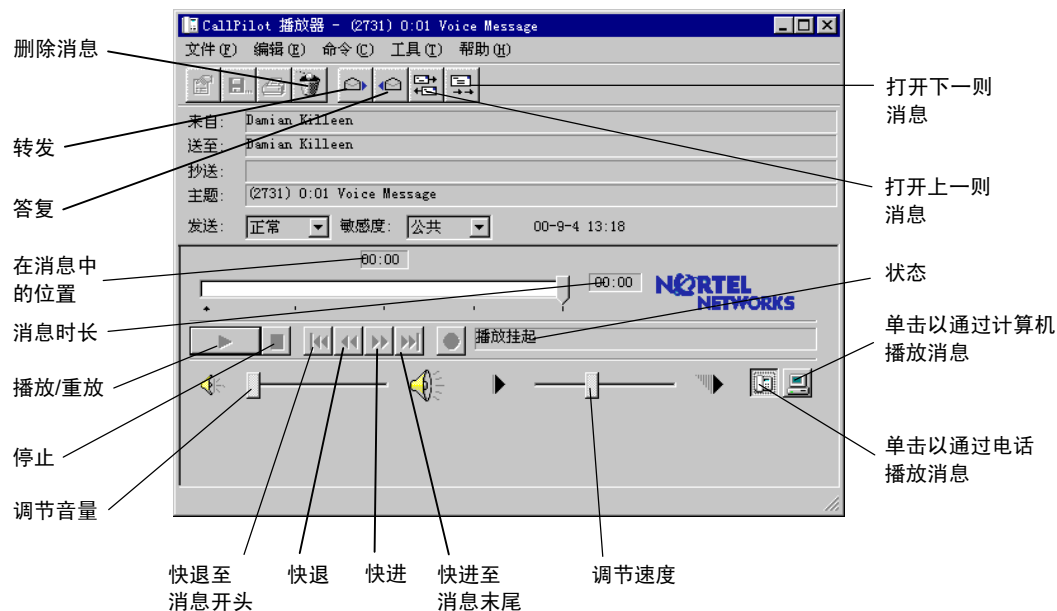 CallPilot 播放器 - (2731) 0:01 Voice Message
文件(F) 编辑(E) 命令(C) 工具(T) 帮助(H)
来自: Damian Killeen
送至: Damian Killeen
抄送:
主题: (2731) 0:01 Voice Message
发送: 正常 敏感度: 公共 00-9-4 13:18
00:00
00:00
NORTEL
NETWORKS
播放挂起
删除消息
转发
答复
在消息中
的位置
消息时长
播放/重放
停止
调节音量
快退至
消息开头
快退
快进
快进至
消息末尾
调节速度
打开下一则
消息
打开上一则
消息
状态
单击以通过计算机
播放消息
单击以通过电话
播放消息